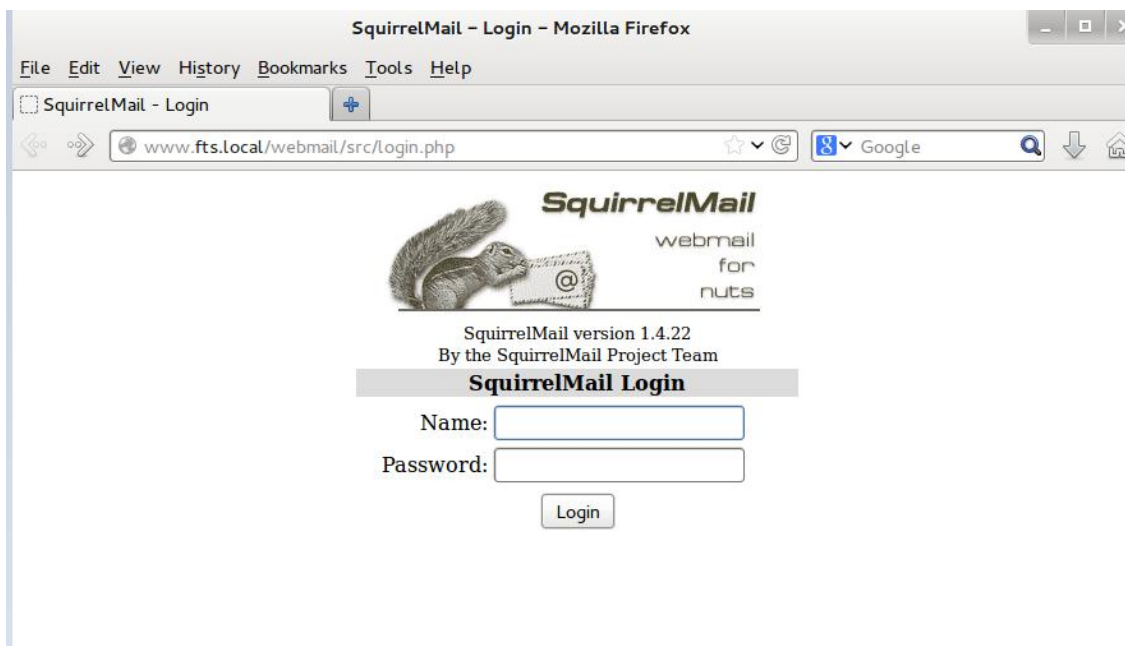 SquirrelMail – Login – Mozilla Firefox
File Edit View History Bookmarks Tools Help
SquirrelMail - Login
www.fts.local/webmail/src/login.php
8 Google
SquirrelMail
webmail
for
nuts
@
SquirrelMail version 1.4.22
By the SquirrelMail Project Team
SquirrelMail Login
Name:
Password:
Login